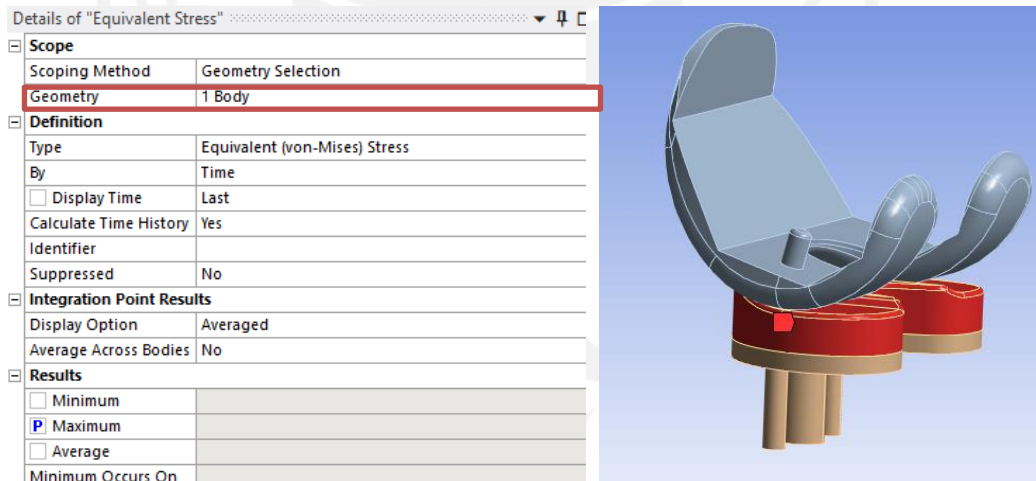 Details of "Equivalent Stress"
Scope
Scoping Method Geometry Selection
Geometry 1 Body
Definition
Type Equivalent (von-Mises) Stress
By Time
Display Time Last
Calculate Time History Yes
Identifier
Suppressed No
Integration Point Results
Display Option Averaged
Average Across Bodies No
Results
Minimum
P Maximum
Average
Minimum Occurs On